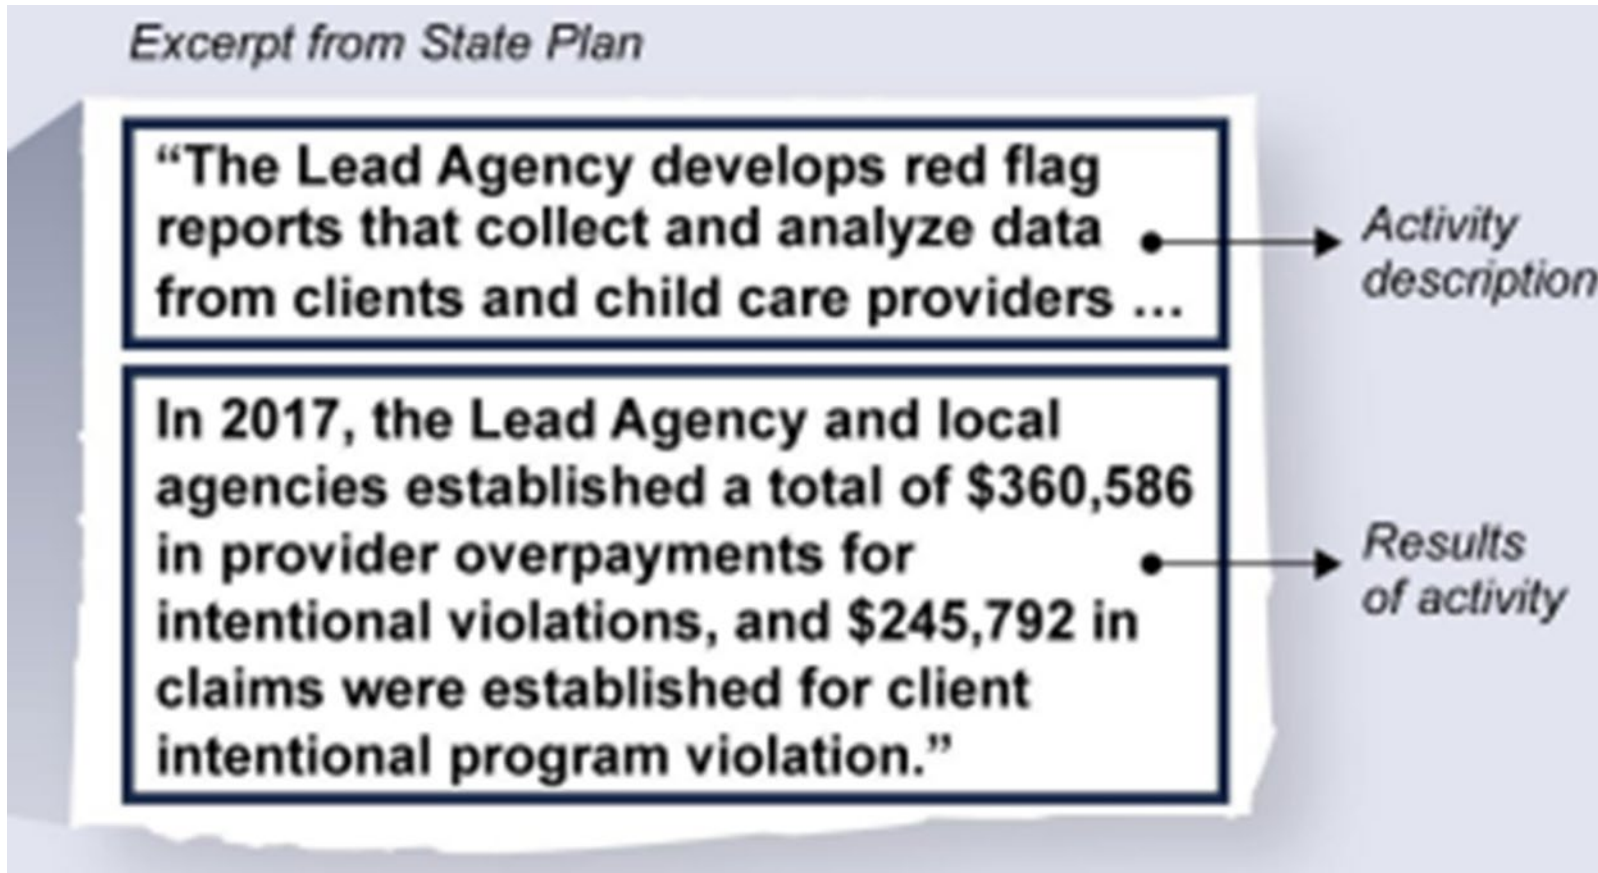 Excerpt from State Plan
“The Lead Agency develops red flag
reports that collect and analyze data
from clients and child care providers ...
Activity
description
In 2017, the Lead Agency and local
agencies established a total of $360,586
in provider overpayments for
intentional violations, and $245,792 in
claims were established for client
intentional program violation.”
Results
of activity